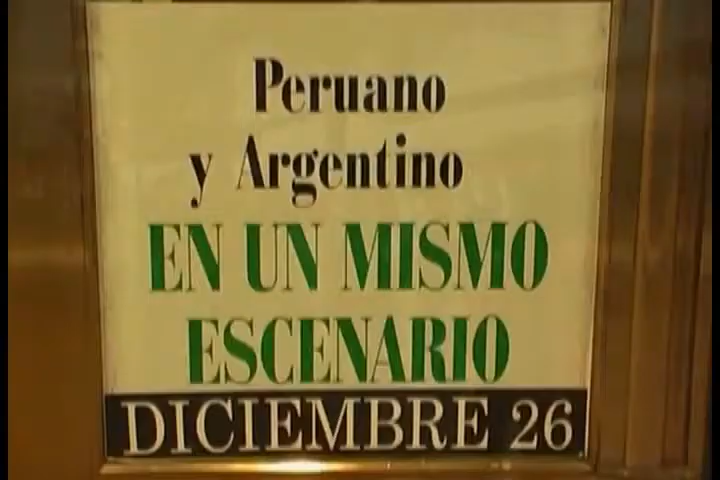 Peruano
y Argentino
EN UN MISMO
ESCENARIO
DICIEMBRE 26